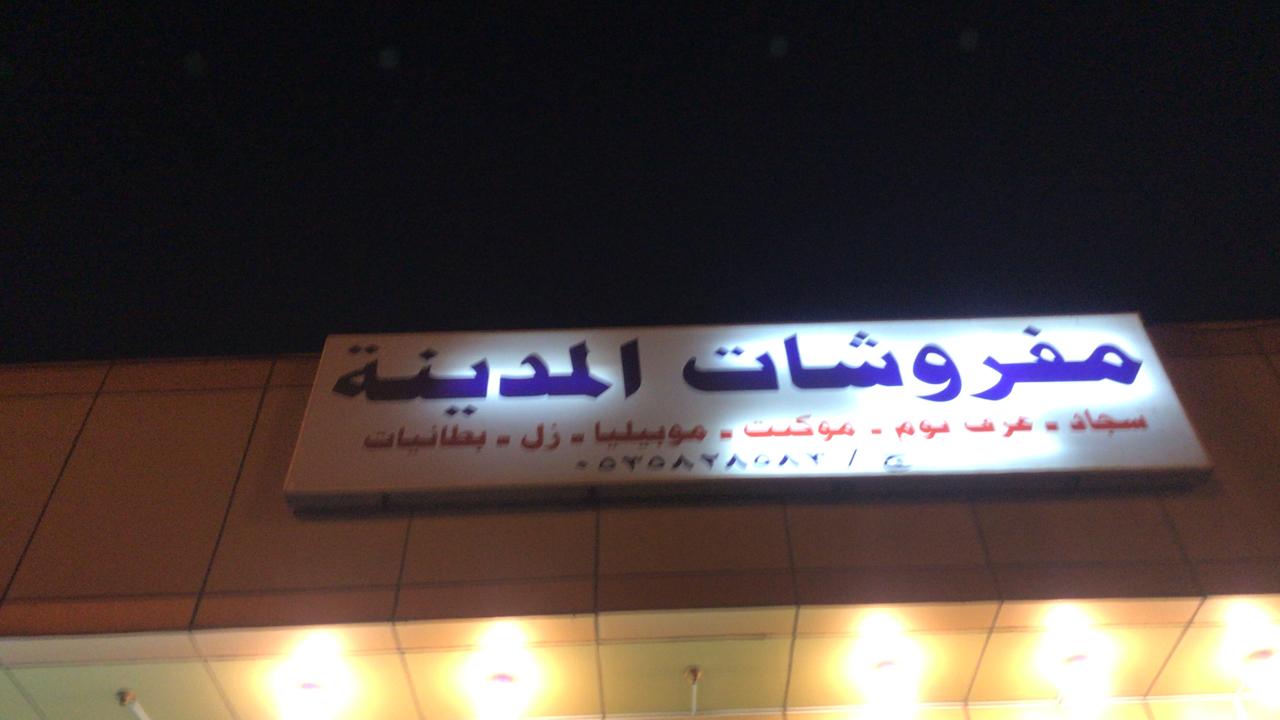 مفروشات المدينة
سجاد - غرف نوم - موكيت - موبيليا - زل - بطانيات
ج /